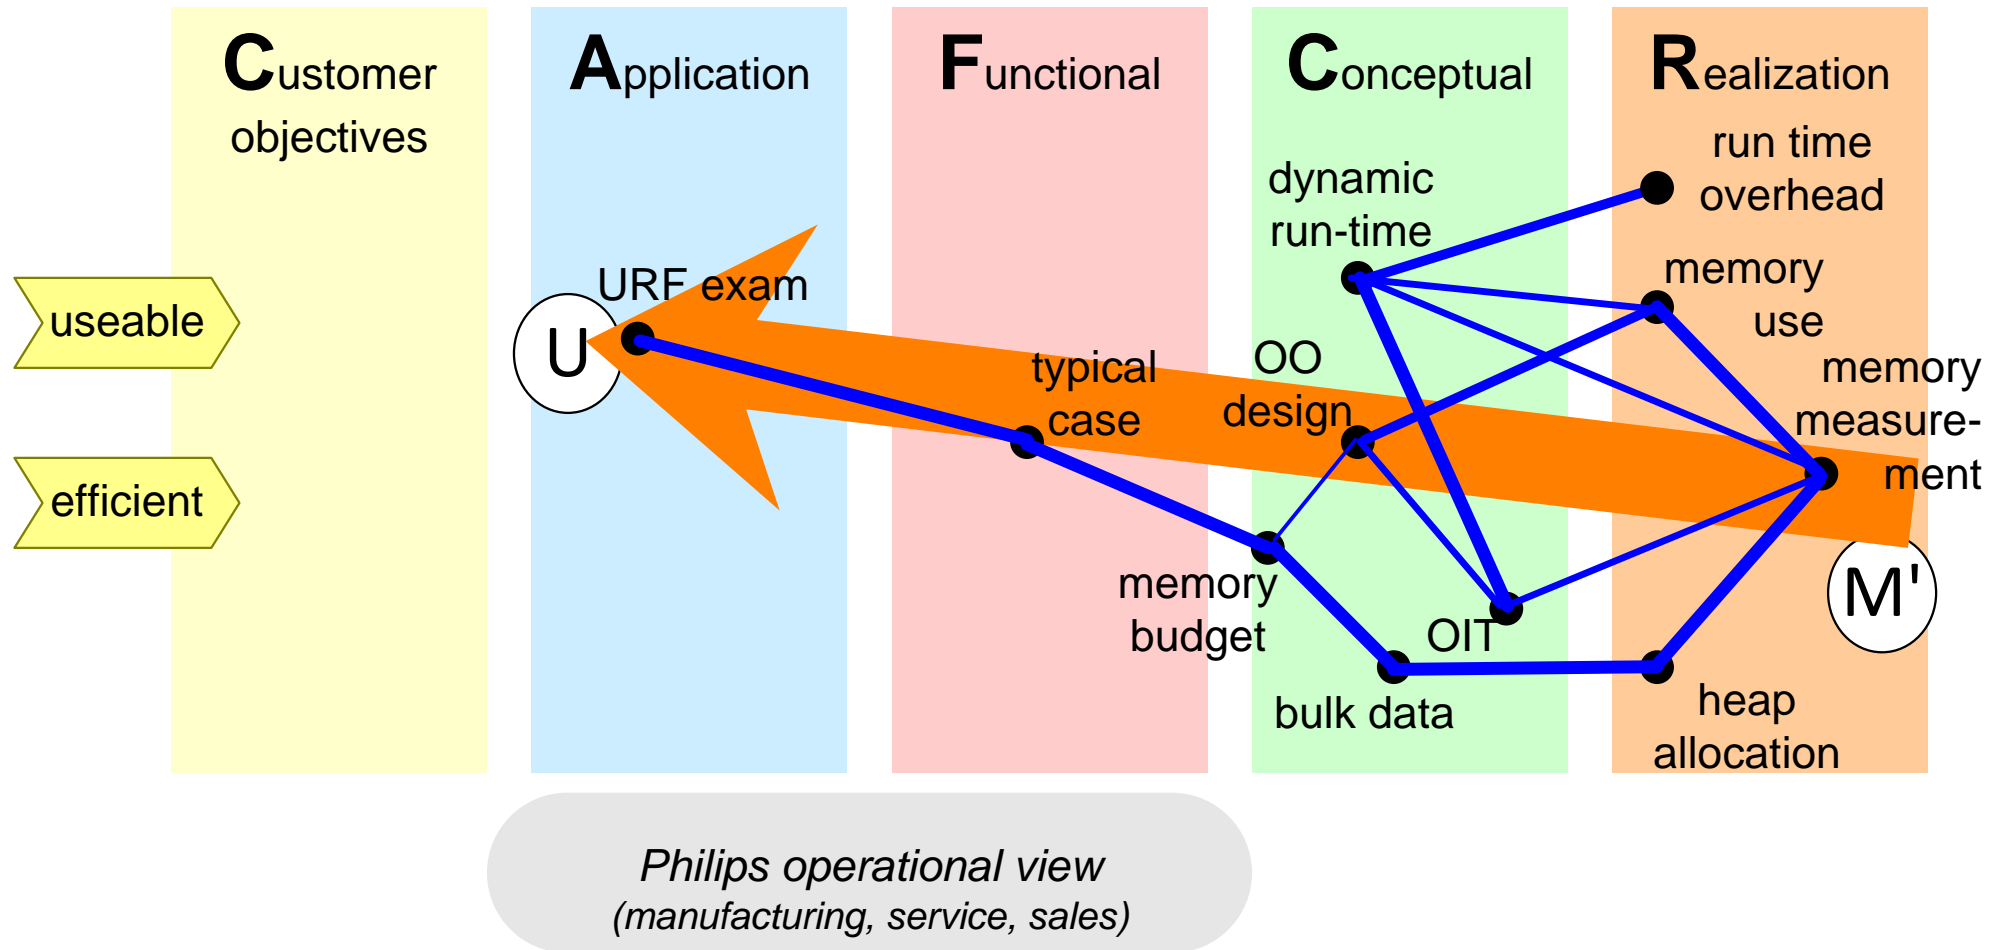 Customer
objectives
Application
Functional
Conceptual
Realization
useable
efficient
U
URF exam
typical
case
dynamic
run-time
OO
design
memory
budget
OIT
bulk data
run time
overhead
memory
use
memory
measure-
ment
M'
heap
allocation
Philips operational view
(manufacturing, service, sales)